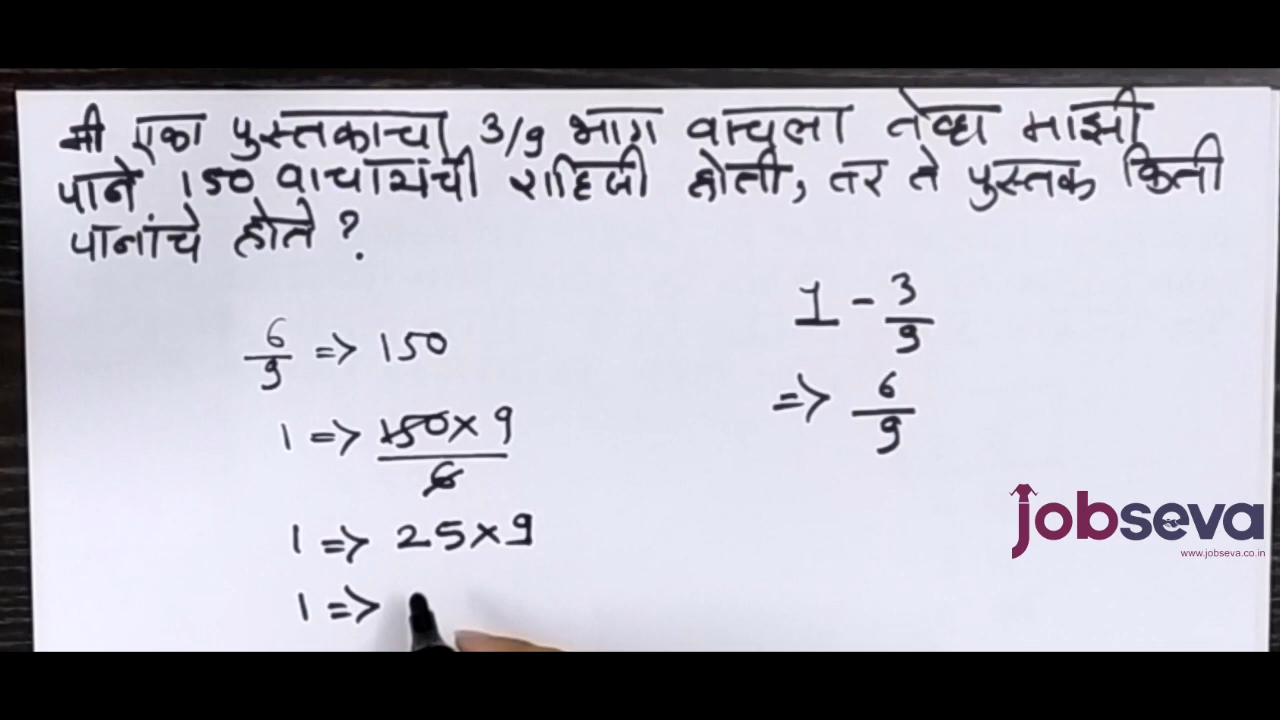 मी एका पुस्तकाचा 3/9 भाग वाचला तेव्हा माझी
पाने 150 वाचायची राहिली होती, तर ते पुस्तक किती
पानांचे होते ?
1 - 3/9
=> 6/9
6/9 => 150
1 => 150 x 9 / 6
1 => 25 x 9
1 =>
jobseva
www.jobseva.co.in